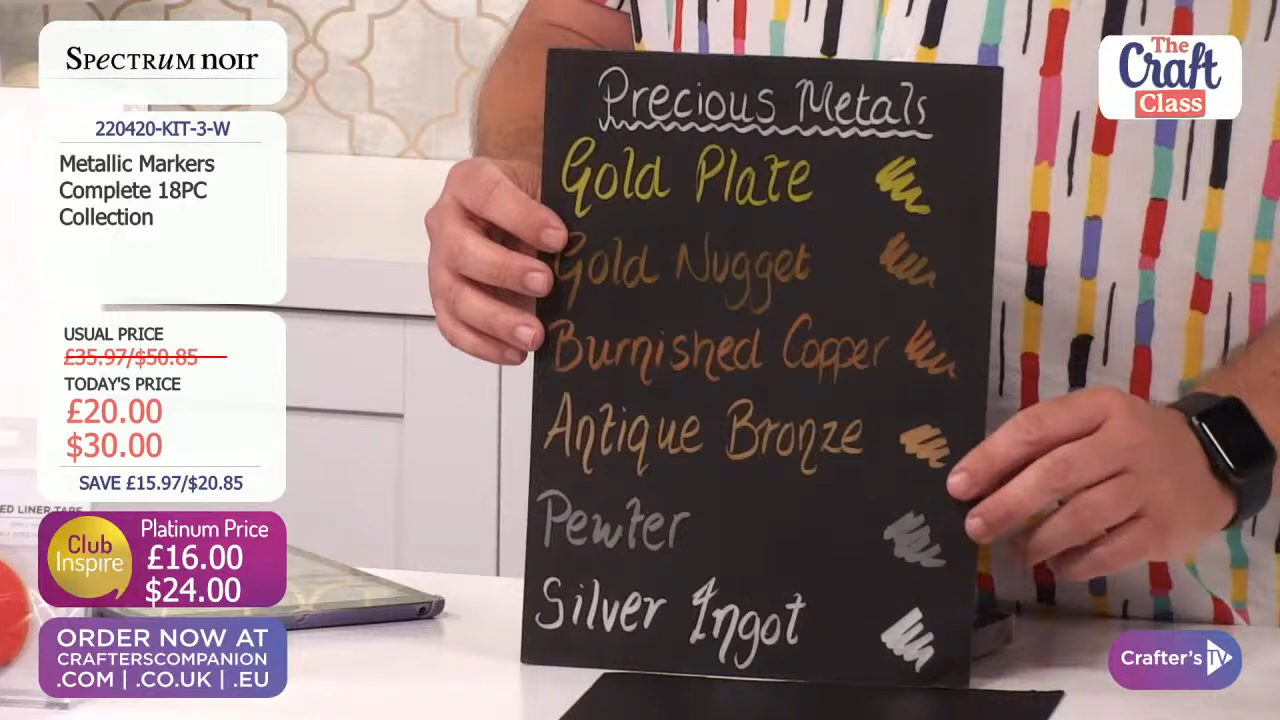 Spectrum noir
220420-KIT-3-W
Metallic Markers
Complete 18PC
Collection
USUAL PRICE
£35.97/$50.85
TODAY'S PRICE
£20.00
$30.00
SAVE £15.97/$20.85
Club
Inspire
Platinum Price
£16.00
$24.00
ORDER NOW AT
CRAFTERSCOMPANION
.COM | .CO.UK | .EU
ED LINER TAPE
Precious Metals
Gold Plate
Gold Nugget
Burnished Copper
Antique Bronze
Pewter
Silver Ingot
The
Craft
Class
Crafter's TV